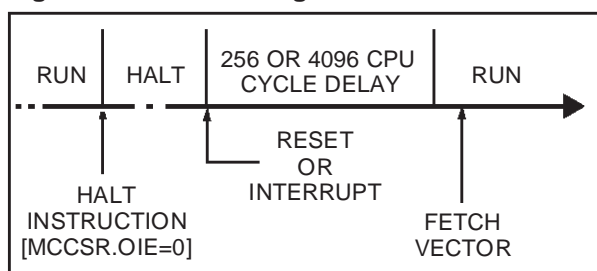 RUN
HALT
256 OR 4096 CPU
CYCLE DELAY
RUN
RESET
OR
INTERRUPT
HALT
INSTRUCTION
[MCCSR.OIE=0]
FETCH
VECTOR